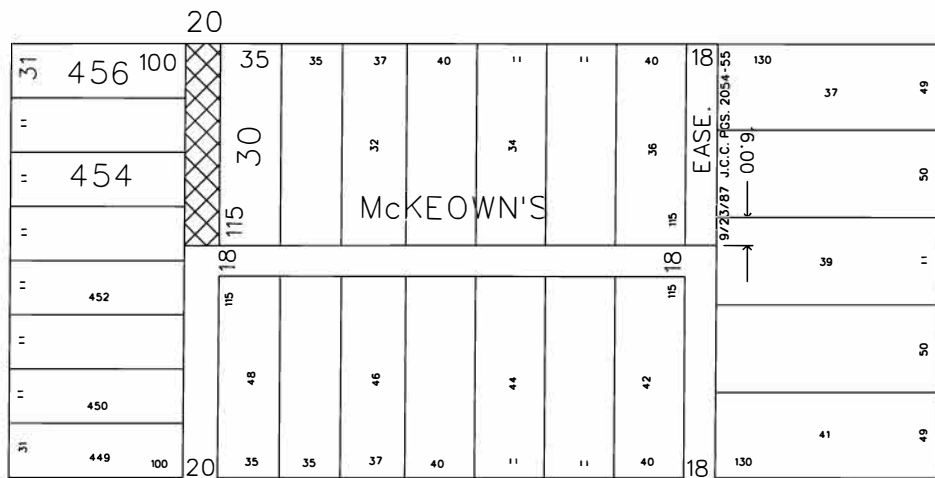 20
31 456 100 35 35 37 40 " " 40 18 130 37 49
"
" 454 30 32 34 36 EASE. 9/23/87 J.C.C. PGS. 2054-55 16.00' 50
" 115 McKEOWN'S 115
18 18 39 "
" 452 115 115
" 50
48 46 44 42
" 450
31 449 100 20 35 35 37 40 " " 40 18 130 41 49